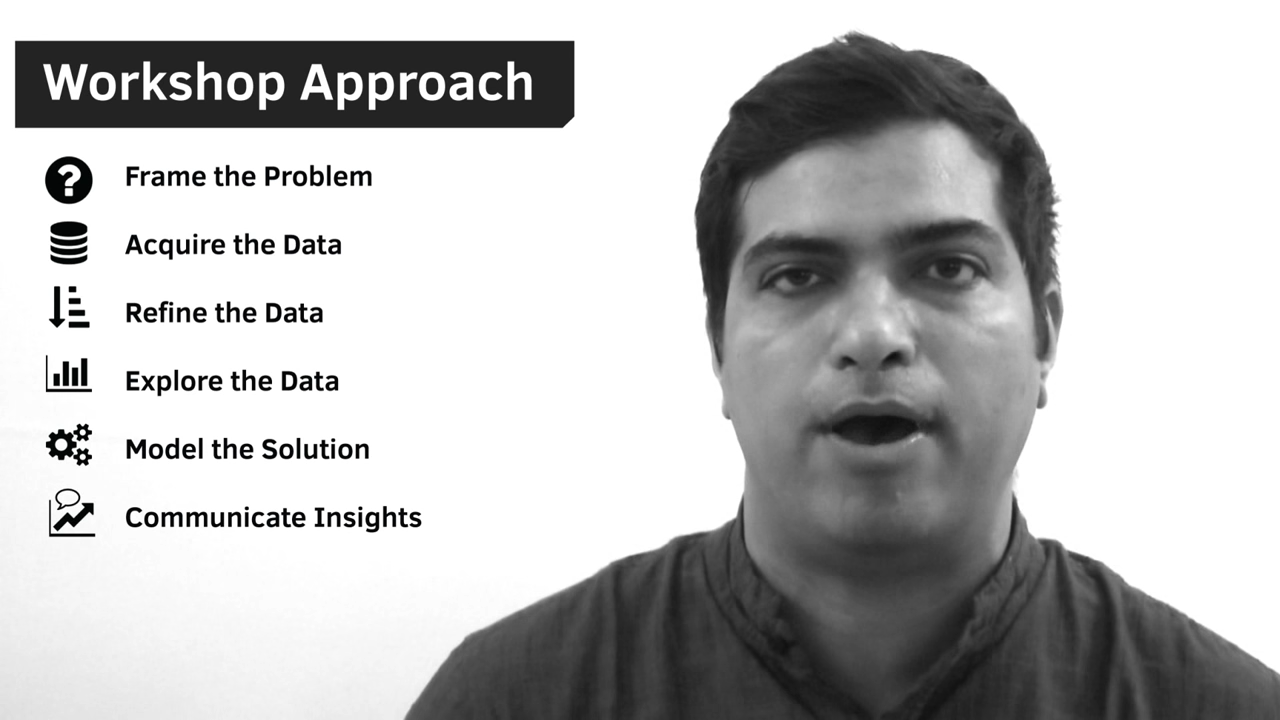 Workshop Approach
Frame the Problem
Acquire the Data
Refine the Data
Explore the Data
Model the Solution
Communicate Insights